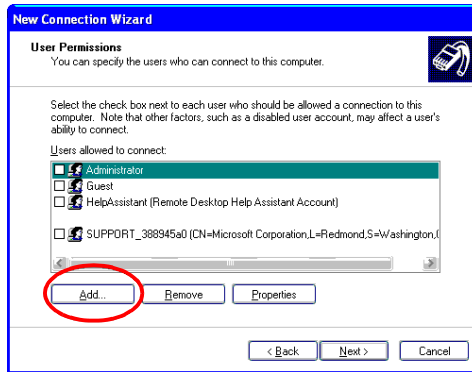 New Connection Wizard
User Permissions
You can specify the users who can connect to this computer.
Select the check box next to each user who should be allowed a connection to this
computer. Note that other factors, such as a disabled user account, may affect a user's
ability to connect.
Users allowed to connect:
Administrator
Guest
HelpAssistant (Remote Desktop Help Assistant Account)
SUPPORT_388945a0 (CN=Microsoft Corporation,L=Redmond,S=Washington,(
Add... Remove Properties
< Back Next > Cancel